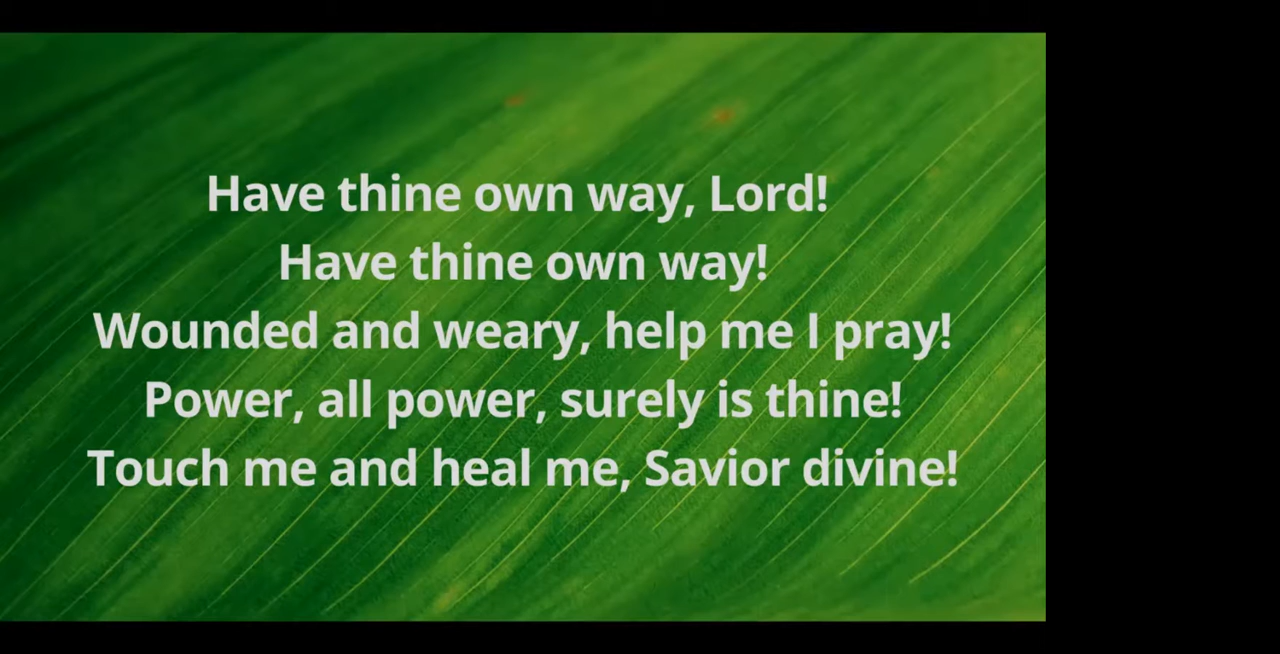 Have thine own way, Lord!
Have thine own way!
Wounded and weary, help me I pray!
Power, all power, surely is thine!
Touch me and heal me, Savior divine!